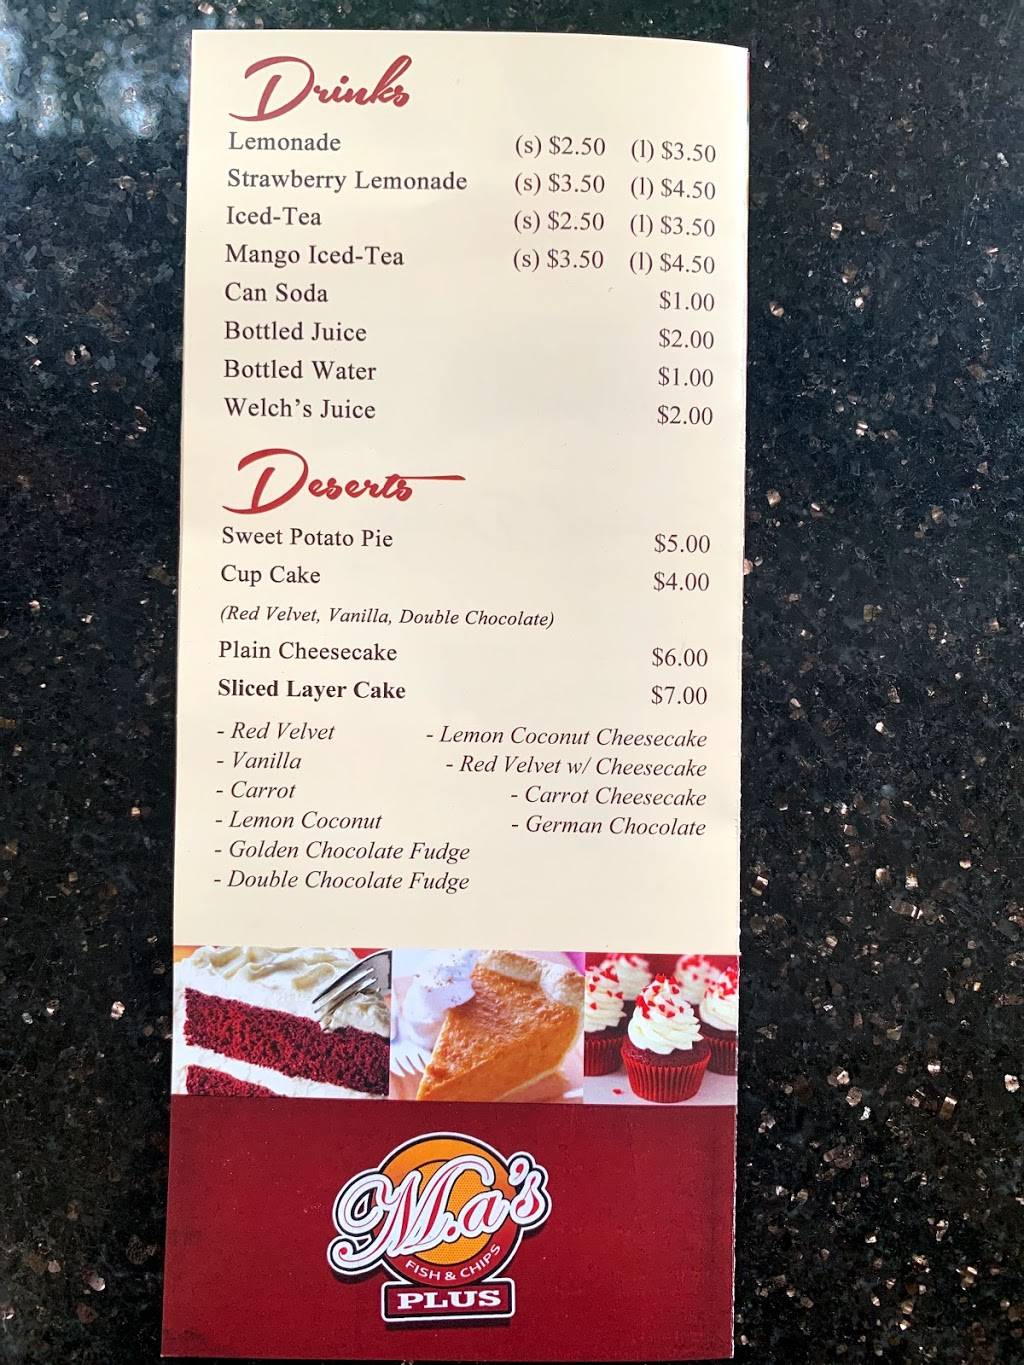 Drinks
Lemonade (s) $2.50 (l) $3.50
Strawberry Lemonade (s) $3.50 (l) $4.50
Iced-Tea (s) $2.50 (l) $3.50
Mango Iced-Tea (s) $3.50 (l) $4.50
Can Soda $1.00
Bottled Juice $2.00
Bottled Water $1.00
Welch's Juice $2.00
Deserts
Sweet Potato Pie $5.00
Cup Cake $4.00
(Red Velvet, Vanilla, Double Chocolate)
Plain Cheesecake $6.00
Sliced Layer Cake $7.00
- Red Velvet - Lemon Coconut Cheesecake
- Vanilla - Red Velvet w/ Cheesecake
- Carrot - Carrot Cheesecake
- Lemon Coconut - German Chocolate
- Golden Chocolate Fudge
- Double Chocolate Fudge
M.a's
FISH & CHIPS
PLUS